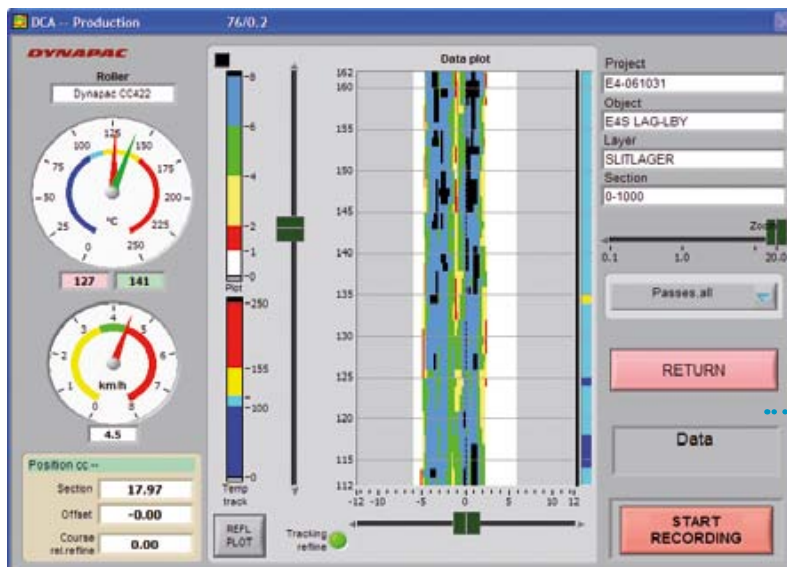 DCA -- Production 76/0.2
DYNAPAC
Roller
Dynapac CC422
0 25 50 75 100 125 150 175 200 225 250
°C
127 141
0 1 2 3 4 5 6 7 8
km/h
4.5
Position cc --
Section 17.97
Offset -0.00
Course rel.refline 0.00
8
6
4
2
1
0
Plot
250
155
100
0
Temp track
REFL PLOT
Data plot
162
160
155
150
145
140
135
130
125
120
115
112
-12 -10 -5 0 5 10 12
Tracking refline
Project
E4-061031
Object
E4S LAG-LBY
Layer
SLITLAGER
Section
0-1000
Zoom
0.1 1.0 20.0
Passes,all
RETURN
Data
START RECORDING